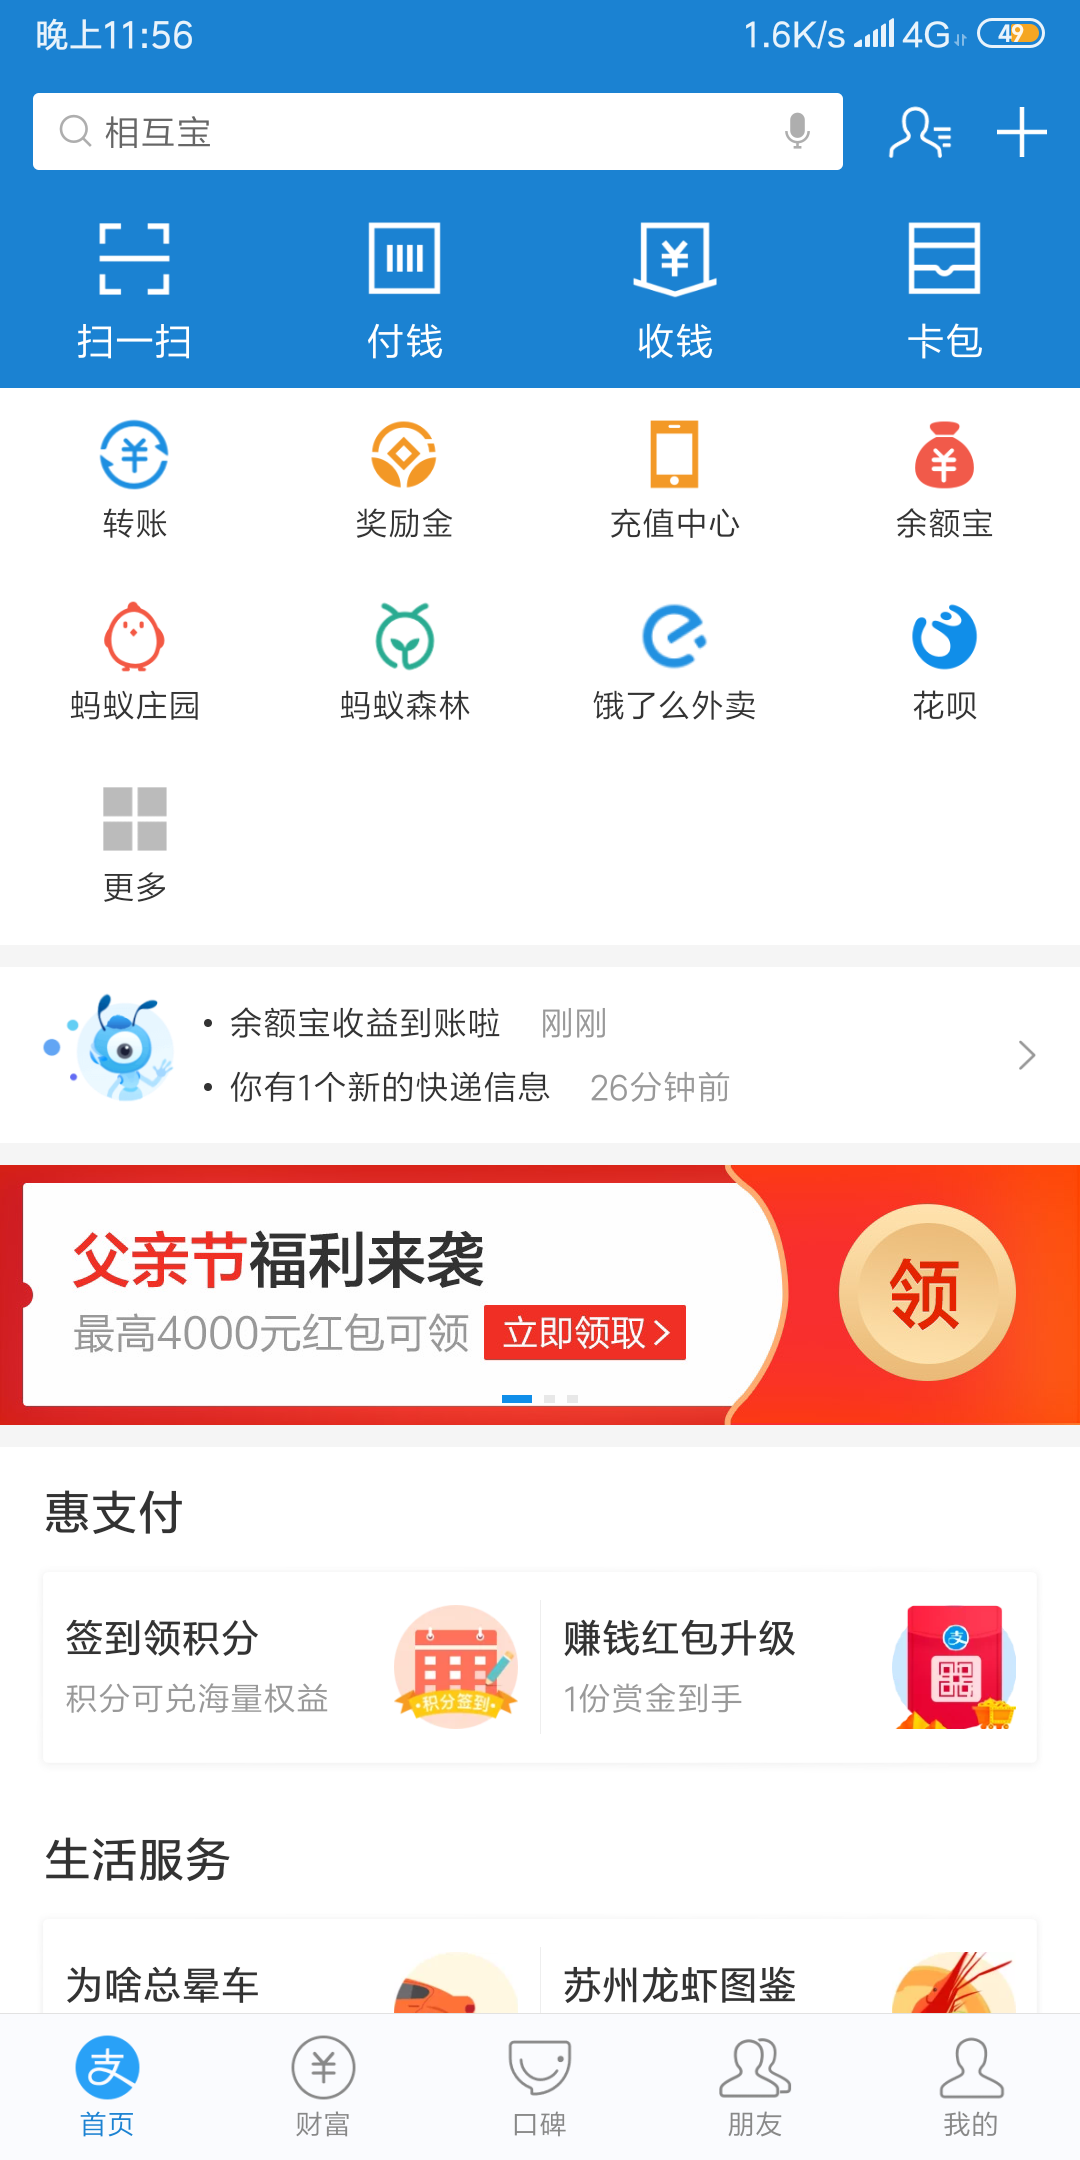 晚上11:56
1.6K/s 4G 49
相互宝
扫一扫 付钱 收钱 卡包
转账 奖励金 充值中心 余额宝
蚂蚁庄园 蚂蚁森林 饿了么外卖 花呗
更多
• 余额宝收益到账啦 刚刚
• 你有1个新的快递信息 26分钟前
父亲节福利来袭
最高4000元红包可领 立即领取>
领
惠支付
签到领积分
积分可兑海量权益
积分签到
赚钱红包升级
1份赏金到手
支
生活服务
为啥总晕车 苏州龙虾图鉴
支
首页 财富 口碑 朋友 我的